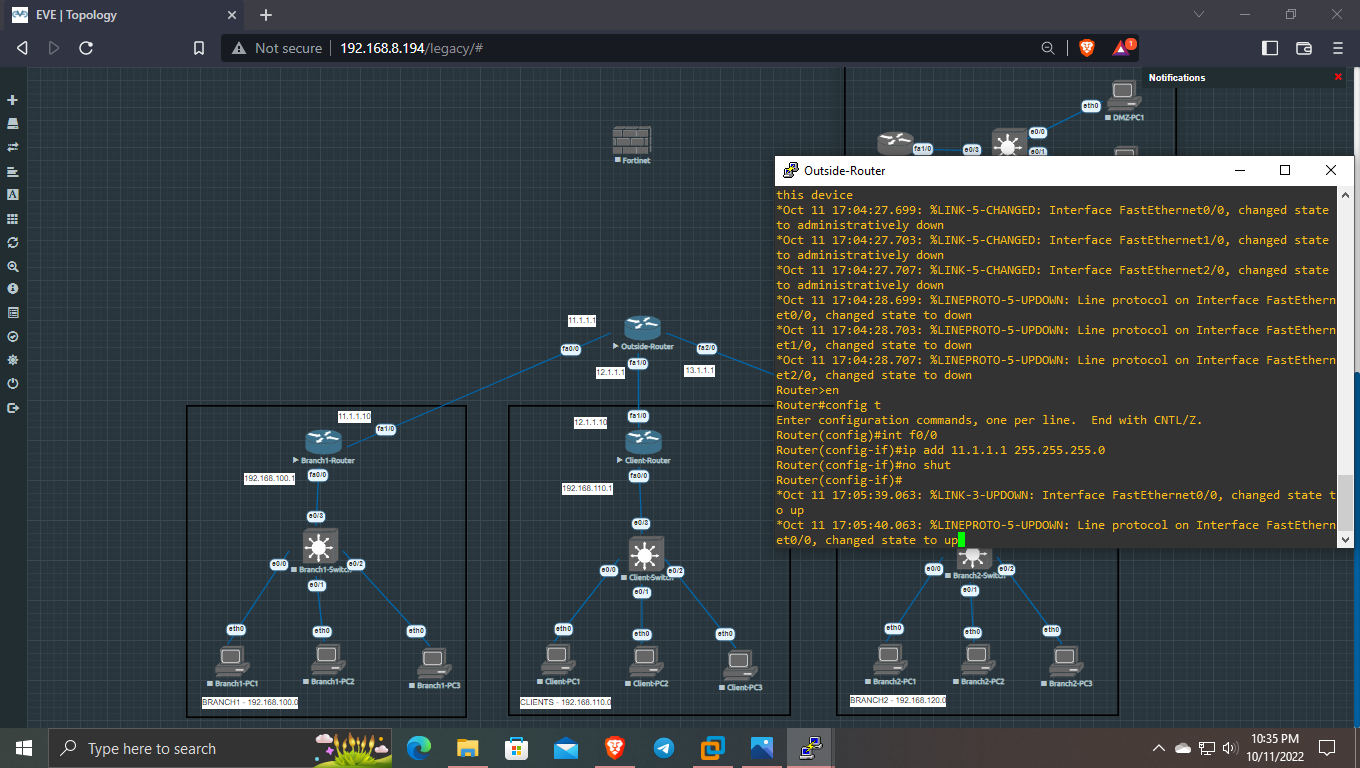 EVE | Topology
Not secure
192.168.8.194/legacy/#
1
Notifications
eth0
DMZ-PC1
e0/0
fa1/0
e0/3
e0/1
Fortinet
Outside-Router
this device
*Oct 11 17:04:27.699: %LINK-5-CHANGED: Interface FastEthernet0/0, changed state
to administratively down
*Oct 11 17:04:27.703: %LINK-5-CHANGED: Interface FastEthernet1/0, changed state
to administratively down
*Oct 11 17:04:27.707: %LINK-5-CHANGED: Interface FastEthernet2/0, changed state
to administratively down
*Oct 11 17:04:28.699: %LINEPROTO-5-UPDOWN: Line protocol on Interface FastEthern
et0/0, changed state to down
*Oct 11 17:04:28.703: %LINEPROTO-5-UPDOWN: Line protocol on Interface FastEthern
et1/0, changed state to down
*Oct 11 17:04:28.707: %LINEPROTO-5-UPDOWN: Line protocol on Interface FastEthern
et2/0, changed state to down
Router>en
Router#config t
Enter configuration commands, one per line.  End with CNTL/Z.
Router(config)#int f0/0
Router(config-if)#ip add 11.1.1.1 255.255.255.0
Router(config-if)#no shut
Router(config-if)#
*Oct 11 17:05:39.063: %LINK-3-UPDOWN: Interface FastEthernet0/0, changed state t
o up
*Oct 11 17:05:40.063: %LINEPROTO-5-UPDOWN: Line protocol on Interface FastEthern
et0/0, changed state to up
11.1.1.1
Outside-Router
fa0/0
fa2/0
fa1/0
12.1.1.1
13.1.1.1
11.1.1.10
fa1/0
Branch1-Router
fa0/0
192.168.100.1
e0/3
Branch1-Switch
e0/0
e0/2
e0/1
eth0
eth0
eth0
Branch1-PC1
Branch1-PC2
Branch1-PC3
BRANCH1 - 192.168.100.0
fa1/0
12.1.1.10
Client-Router
fa0/0
192.168.110.1
e0/3
Client-Switch
e0/0
e0/2
e0/1
eth0
eth0
eth0
Client-PC1
Client-PC2
Client-PC3
CLIENTS - 192.168.110.0
Branch2-Switch
e0/0
e0/2
e0/1
eth0
eth0
eth0
Branch2-PC1
Branch2-PC2
Branch2-PC3
BRANCH2 - 192.168.120.0
Type here to search
10:35 PM
10/11/2022